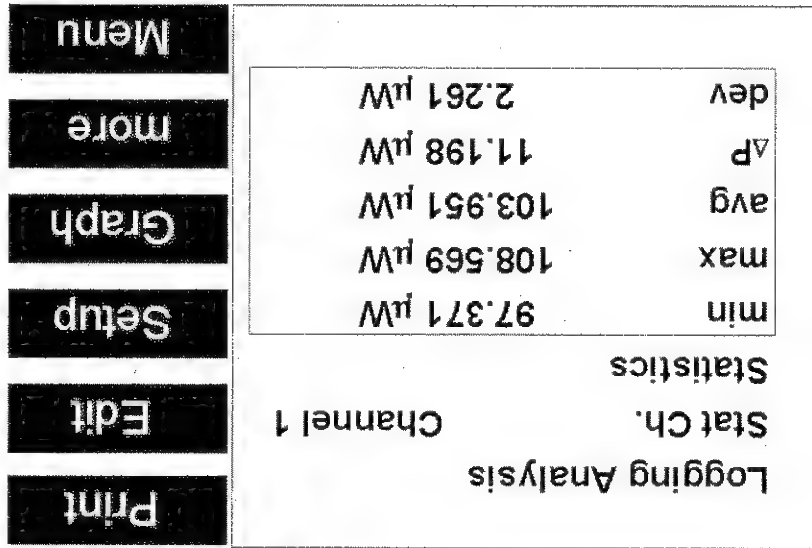 Logging Analysis
Stat Ch. Channel 1
Statistics
min 97.371 µW
max 108.569 µW
avg 103.951 µW
ΔP 11.198 µW
dev 2.261 µW
Print
Edit
Setup
Graph
more
Menu